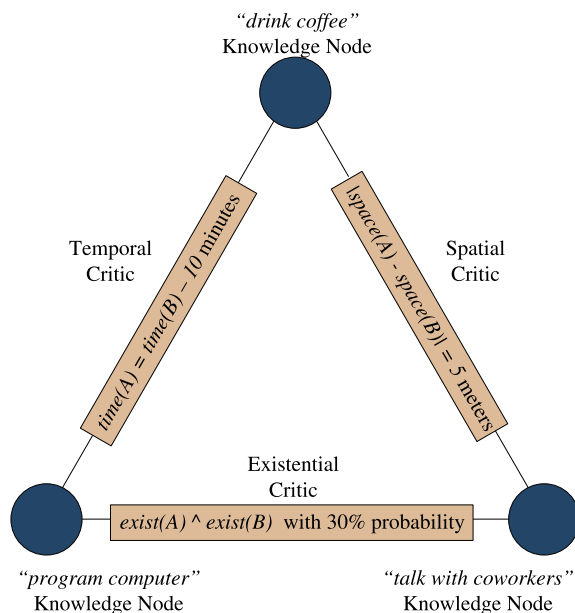 “drink coffee”
Knowledge Node
Temporal
Critic
time(A) = time(B) – 10 minutes
|space(A) - space(B)| = 5 meters
Spatial
Critic
Existential
Critic
exist(A) ^ exist(B) with 30% probability
“program computer”
Knowledge Node
“talk with coworkers”
Knowledge Node